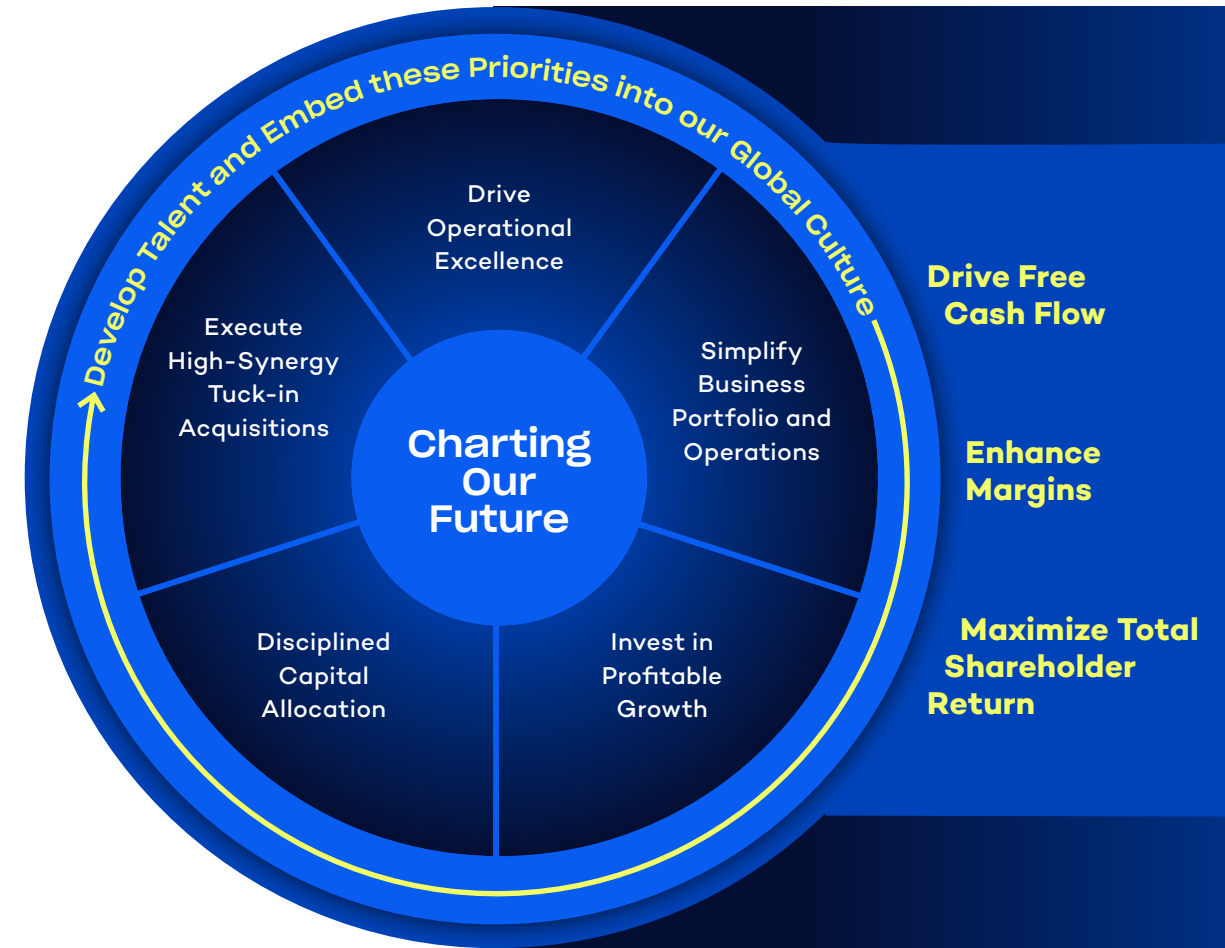 Develop Talent and Embed these Priorities into our Global Culture
Drive
Operational
Excellence
Simplify
Business
Portfolio and
Operations
Invest in
Profitable
Growth
Disciplined
Capital
Allocation
Execute
High-Synergy
Tuck-in
Acquisitions
Charting
Our
Future
Drive Free
Cash Flow
Enhance
Margins
Maximize Total
Shareholder
Return